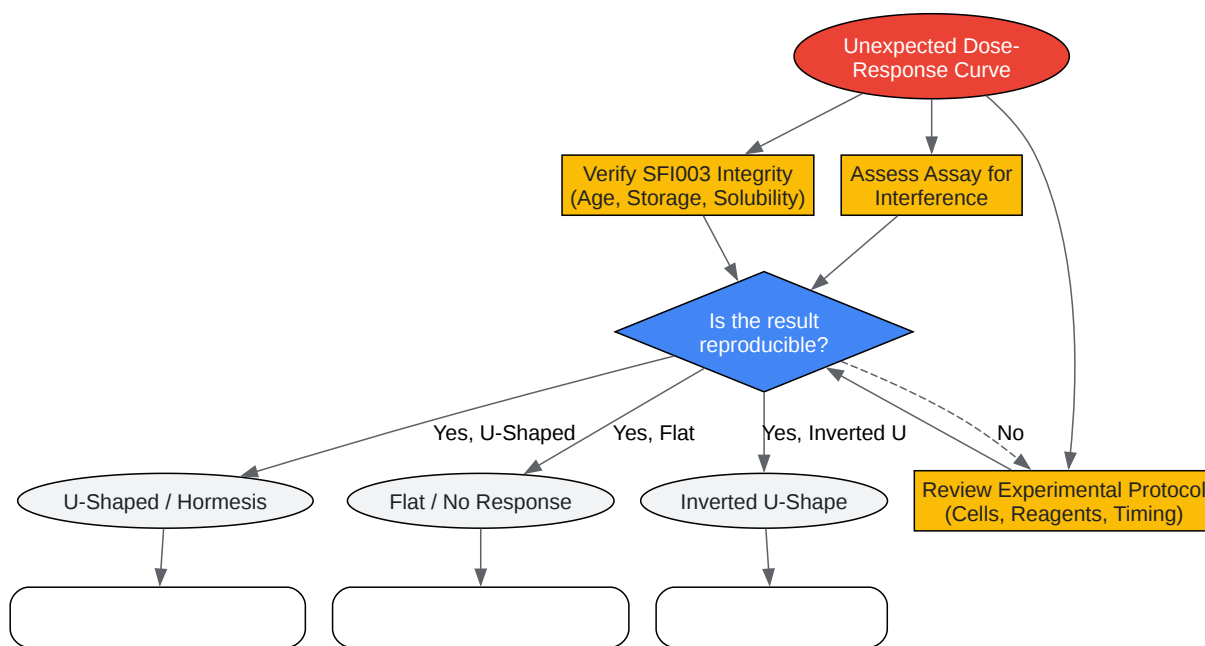 Unexpected Dose-
Response Curve
Verify SFI003 Integrity
(Age, Storage, Solubility)
Assess Assay for
Interference
Is the result
reproducible?
Yes, U-Shaped
Yes, Flat
Yes, Inverted U
No
U-Shaped / Hormesis
Flat / No Response
Inverted U-Shape
Review Experimental Protocol
(Cells, Reagents, Timing)